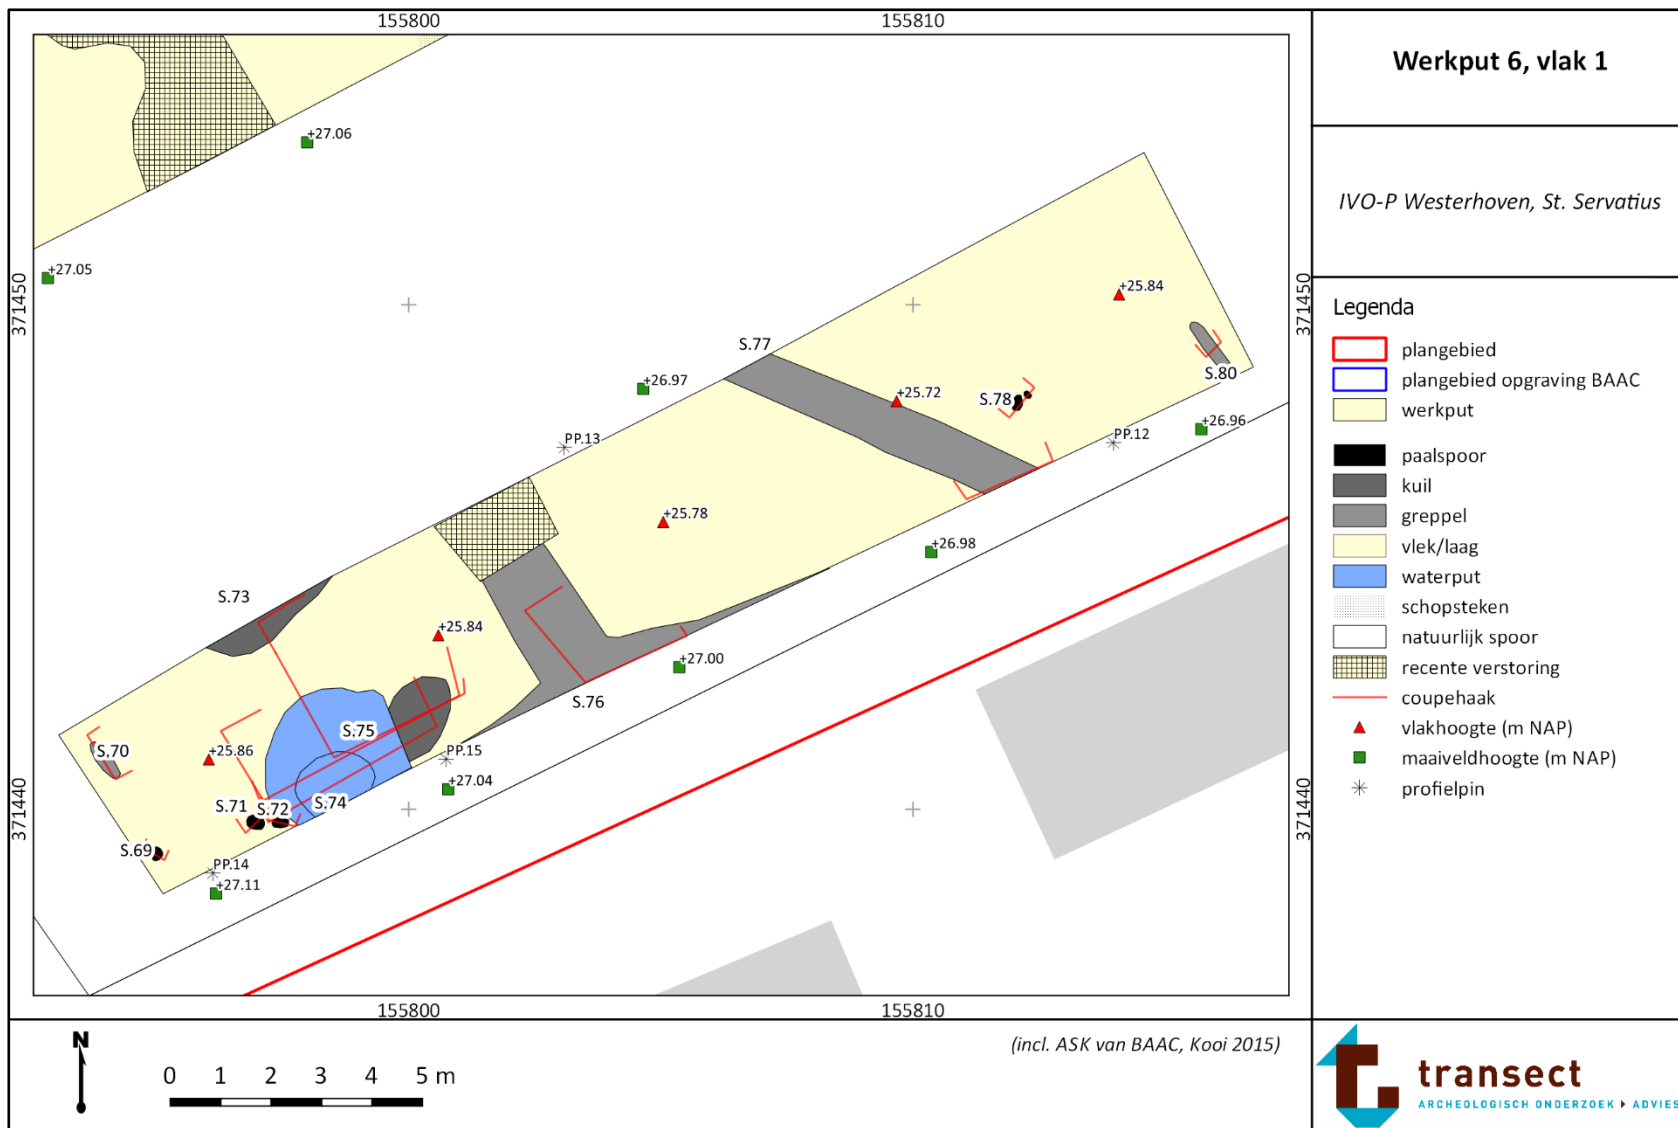 155800
155810
Werkput 6, vlak 1
IVO-P Westerhoven, St. Servatius
+27.06
+27.05
371450
371450
+25.84
S.77
S.80
+26.97
+25.72
S.78
+26.96
PP.13
PP.12
+25.78
+26.98
S.73
+25.84
+27.00
S.76
S.75
S.70
+25.86
PP.15
+27.04
S.71
S.72
S.74
371440
371440
S.69
PP.14
+27.11
155800
155810
Legenda
plangebied
plangebied opgraving BAAC
werkput
paalspoor
kuil
greppel
vlek/laag
waterput
schopsteken
natuurlijk spoor
recente verstoring
coupehaak
vlakhoogte (m NAP)
maaiveldhoogte (m NAP)
profielpin
N
0 1 2 3 4 5 m
(incl. ASK van BAAC, Kooi 2015)
transect
ARCHEOLOGISCH ONDERZOEK ▸ ADVIES